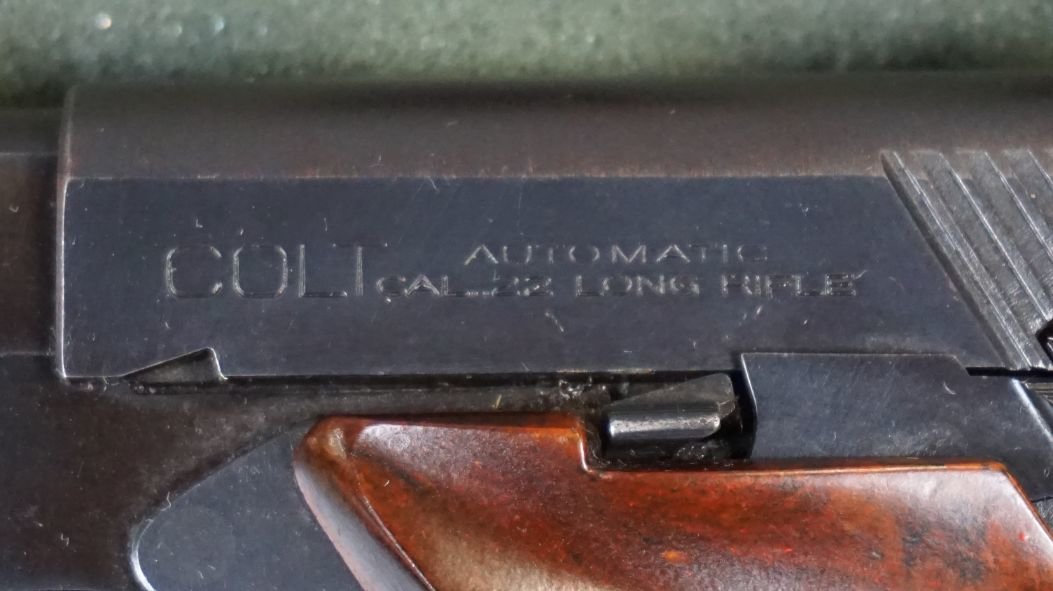 COLT
AUTOMATIC
CAL. .22 LONG RIFLE